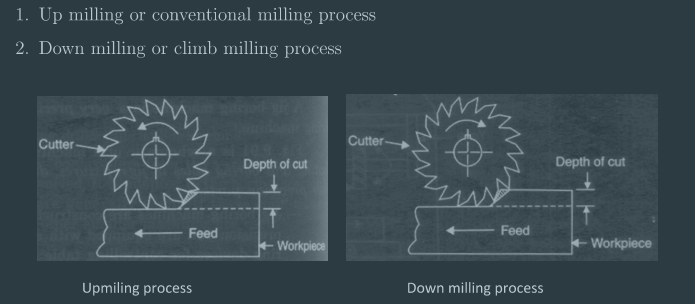 1. Up milling or conventional milling process
2. Down milling or climb milling process
Cutter
Depth of cut
Feed
Workpiece
Cutter
Depth of cut
Feed
Workpiece
Upmiling process
Down milling process